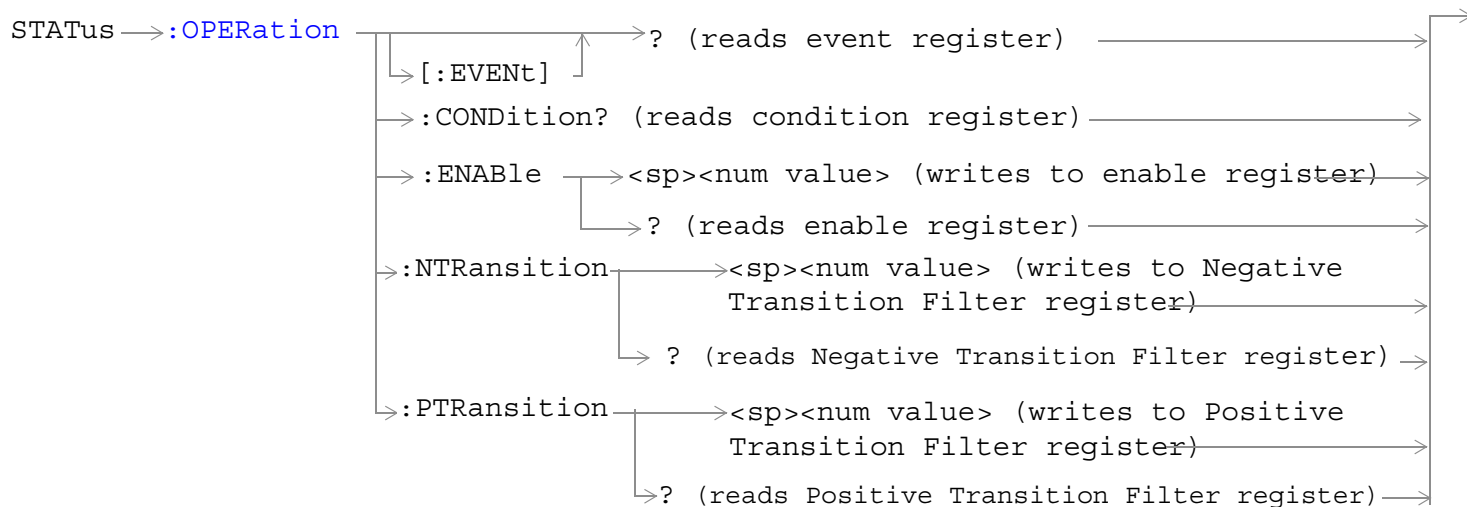 STATus :OPERation ? (reads event register)
[:EVENt]
:CONDition? (reads condition register)
:ENABle <sp><num value> (writes to enable register)
? (reads enable register)
:NTRansition <sp><num value> (writes to Negative
Transition Filter register)
? (reads Negative Transition Filter register)
:PTRansition <sp><num value> (writes to Positive
Transition Filter register)
? (reads Positive Transition Filter register)